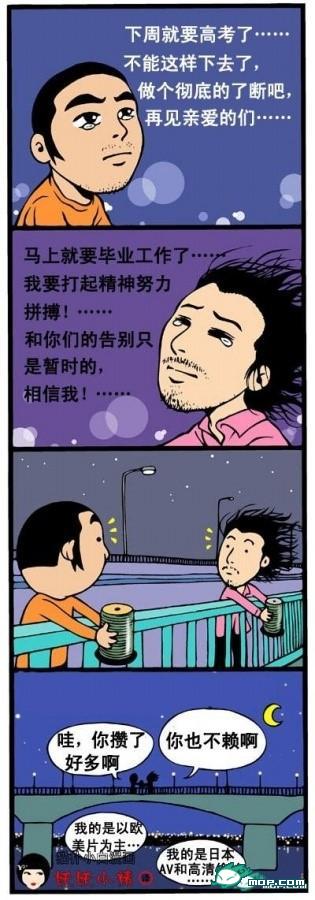 下周就要高考了……
不能这样下去了，
做个彻底的了断吧，
再见亲爱的们……
马上就要毕业工作了……
我要打起精神努力
拼搏！……
和你们的告别只
是暂时的，
相信我！……
哇，你攒了
好多啊
你也不赖啊
我的是以欧
美片为主…
我的是日本
AV和高清
MOP.COM